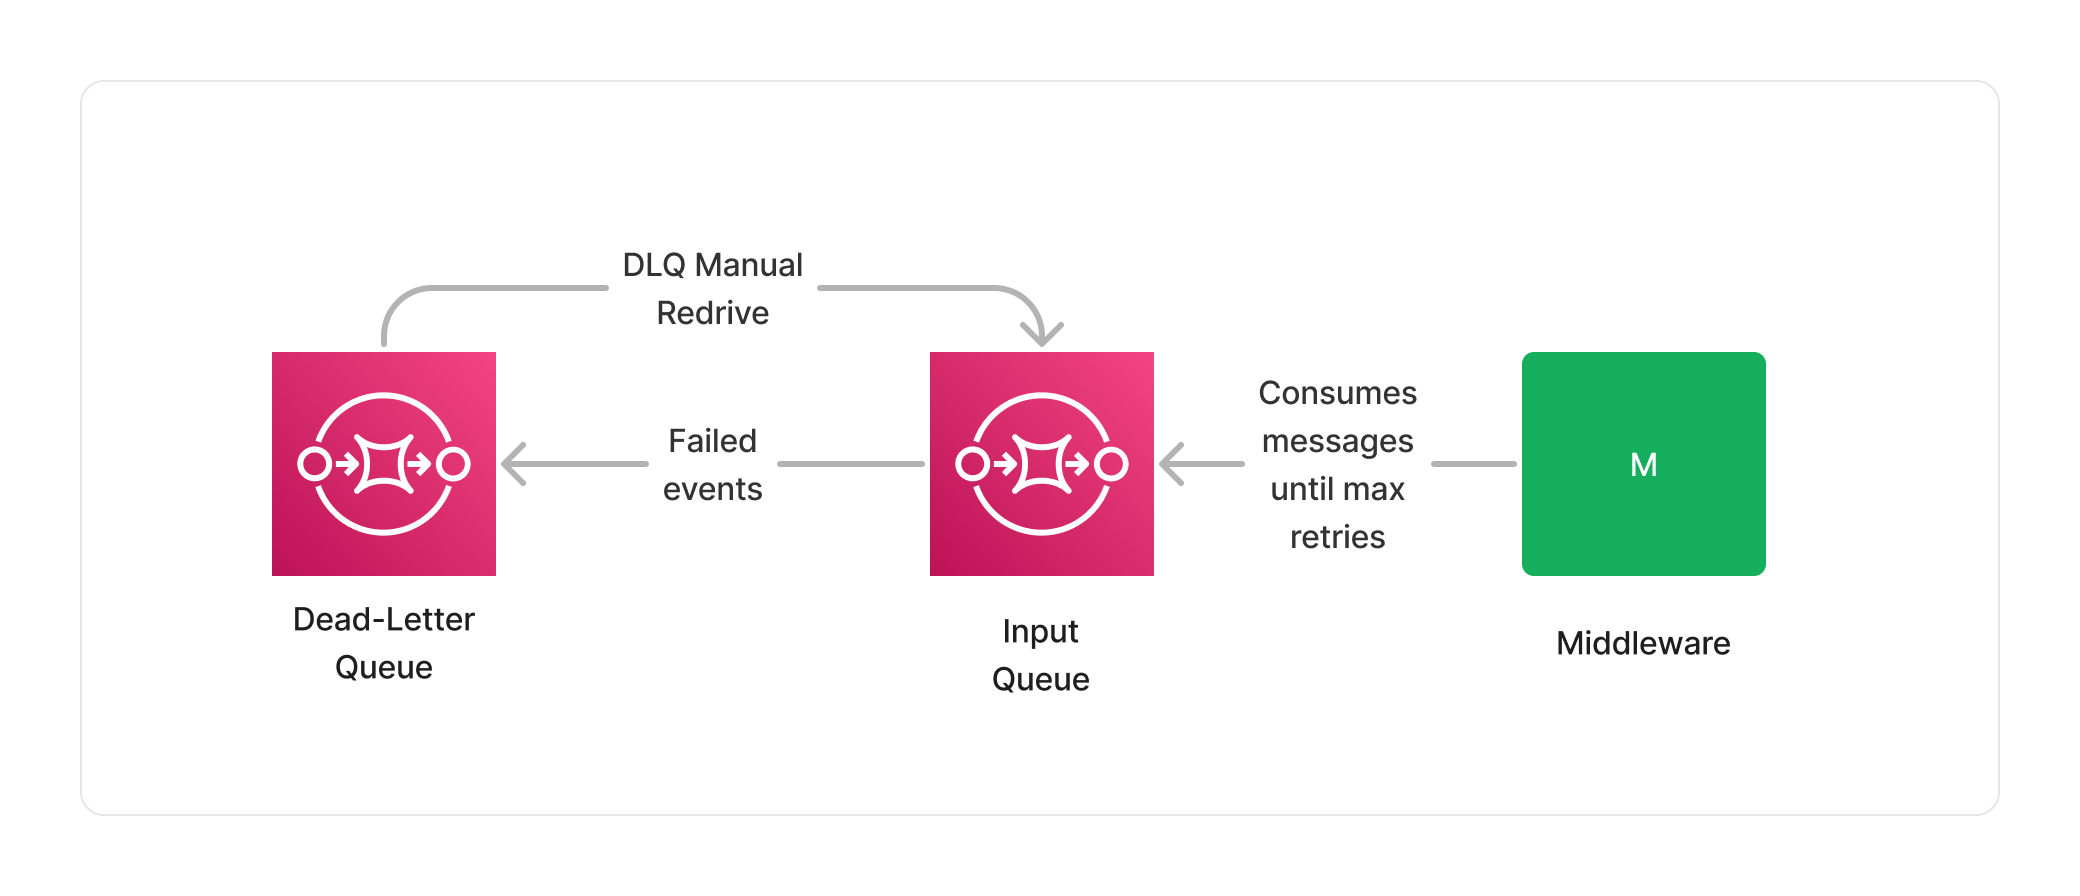 DLQ Manual
Redrive
Failed
events
Consumes
messages
until max
retries
M
Dead-Letter
Queue
Input
Queue
Middleware